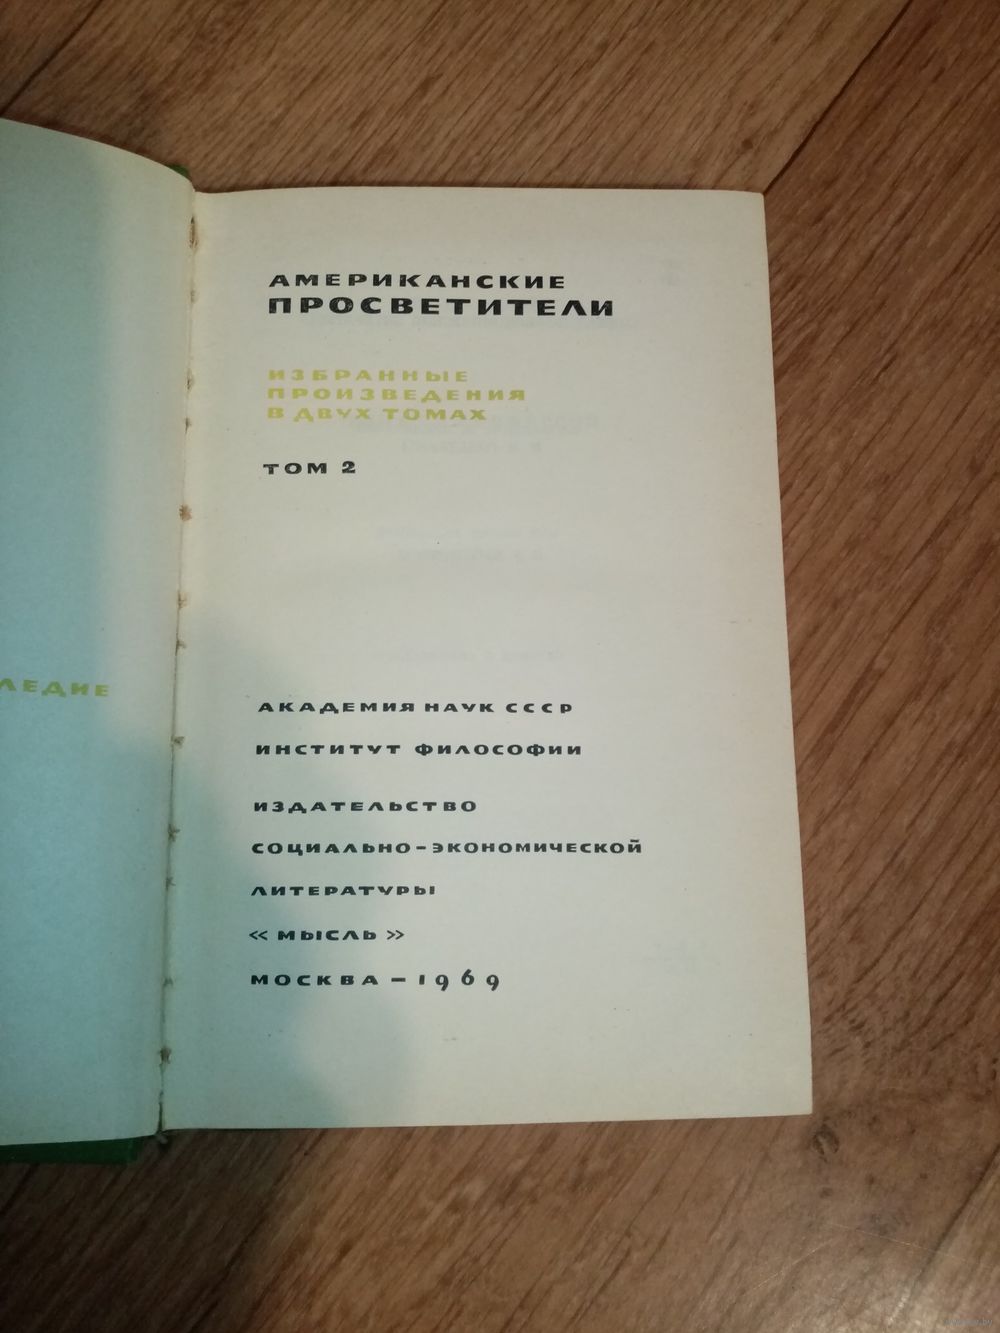 ЛЕДИЕ
АМЕРИКАНСКИЕ
ПРОСВЕТИТЕЛИ
ИЗБРАННЫЕ
ПРОИЗВЕДЕНИЯ
В ДВУХ ТОМАХ
ТОМ 2
АКАДЕМИЯ НАУК СССР
ИНСТИТУТ ФИЛОСОФИИ
ИЗДАТЕЛЬСТВО
СОЦИАЛЬНО-ЭКОНОМИЧЕСКОЙ
ЛИТЕРАТУРЫ
« МЫСЛЬ »
МОСКВА – 1969